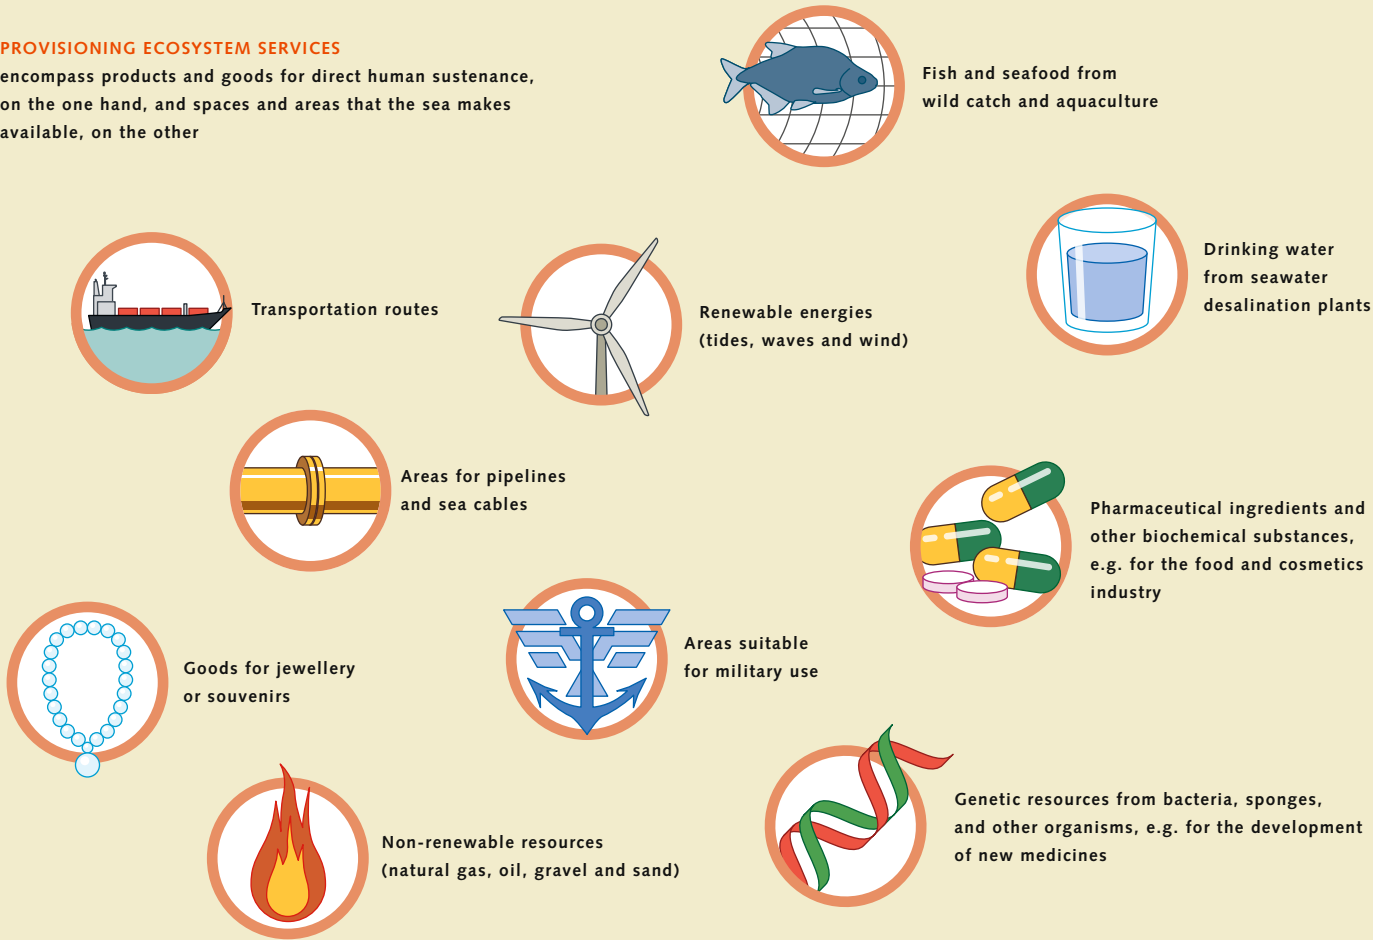 PROVISIONING ECOSYSTEM SERVICES
encompass products and goods for direct human sustenance,
on the one hand, and spaces and areas that the sea makes
available, on the other
Fish and seafood from
wild catch and aquaculture
Drinking water
from seawater
desalination plants
Transportation routes
Renewable energies
(tides, waves and wind)
Areas for pipelines
and sea cables
Pharmaceutical ingredients and
other biochemical substances,
e.g. for the food and cosmetics
industry
Areas suitable
for military use
Goods for jewellery
or souvenirs
Non-renewable resources
(natural gas, oil, gravel and sand)
Genetic resources from bacteria, sponges,
and other organisms, e.g. for the development
of new medicines